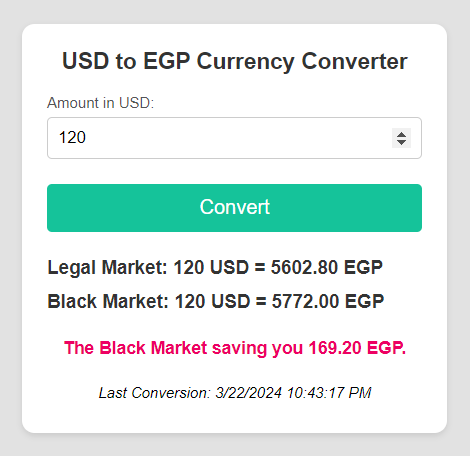 USD to EGP Currency Converter
Amount in USD:
120
Convert
Legal Market: 120 USD = 5602.80 EGP
Black Market: 120 USD = 5772.00 EGP
The Black Market saving you 169.20 EGP.
Last Conversion: 3/22/2024 10:43:17 PM